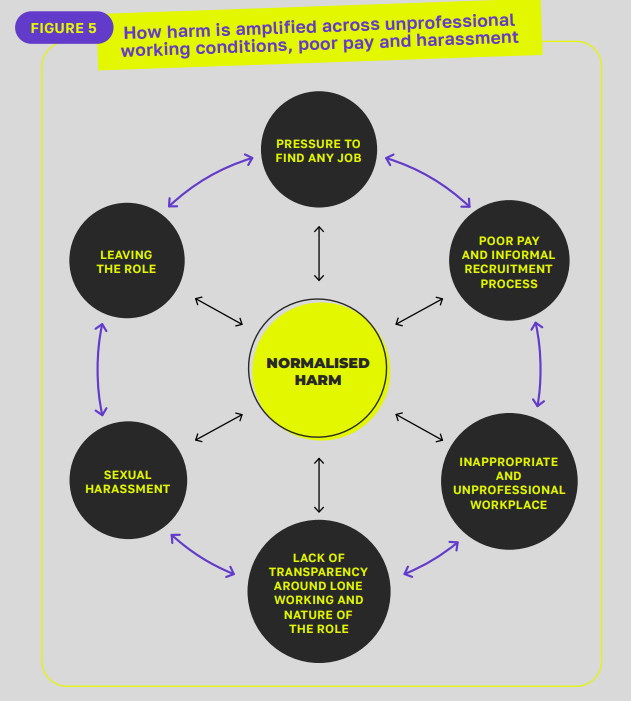 FIGURE 5
How harm is amplified across unprofessional
working conditions, poor pay and harassment
PRESSURE TO
FIND ANY JOB
LEAVING
THE ROLE
POOR PAY
AND INFORMAL
RECRUITMENT
PROCESS
NORMALISED
HARM
SEXUAL
HARASSMENT
INAPPROPRIATE
AND
UNPROFESSIONAL
WORKPLACE
LACK OF
TRANSPARENCY
AROUND LONE
WORKING AND
NATURE OF
THE ROLE